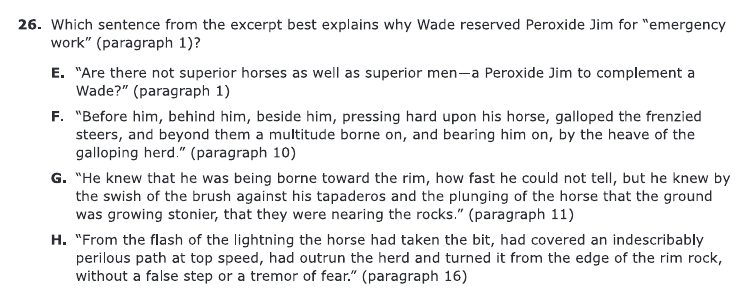 26. Which sentence from the excerpt best explains why Wade reserved Peroxide Jim for “emergency
work” (paragraph 1)?
E. “Are there not superior horses as well as superior men—a Peroxide Jim to complement a
Wade?” (paragraph 1)
F. “Before him, behind him, beside him, pressing hard upon his horse, galloped the frenzied
steers, and beyond them a multitude borne on, and bearing him on, by the heave of the
galloping herd.” (paragraph 10)
G. “He knew that he was being borne toward the rim, how fast he could not tell, but he knew by
the swish of the brush against his tapaderos and the plunging of the horse that the ground
was growing stonier, that they were nearing the rocks.” (paragraph 11)
H. “From the flash of the lightning the horse had taken the bit, had covered an indescribably
perilous path at top speed, had outrun the herd and turned it from the edge of the rim rock,
without a false step or a tremor of fear.” (paragraph 16)